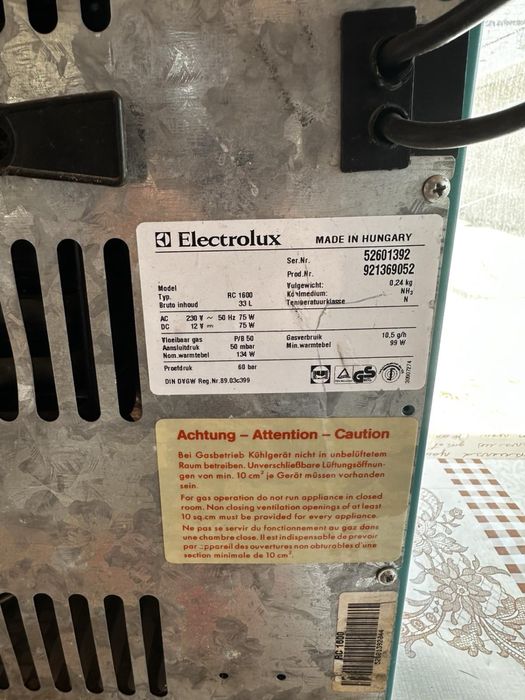 Electrolux MADE IN HUNGARY
Ser.Nr. 52601392
Prod.Nr. 921369052
Vulgewicht: 0,24 kg
Model
Typ. RC 1600 Kühlmedium: NH3
Bruto inhoud 33 L Temperaturklasse N
AC 230 V ~ 50 Hz 75 W
DC 12 V 75 W
Vloeibaar gas P/B 50 Gasverbruik 10,5 g/h
Aansluitdruk 50 mbar Min.warmtebel 99 W
Nom.warmtebel 134 W
Proefdruk 60 bar
DIN DVGW Reg.Nr.89.03c399
GS
Achtung – Attention – Caution
Bei Gasbetrieb Kühlgerät nicht in unbelüftetem
Raum betreiben. Unverschließbare Lüftungsöffnun-
gen von min. 10 cm² je Gerät müssen vorhanden
sein.
For gas operation do not run appliance in closed
room. Non closing ventilation openings of at least
10 sq.cm must be provided for every appliance.
Ne pas se servir du fonctionnement au gaz dans
une chambre close. Il est indispensable de prevoir
par appareil des ouvertures non obturables d'une
section minimale de 10 cm².
RC 1600